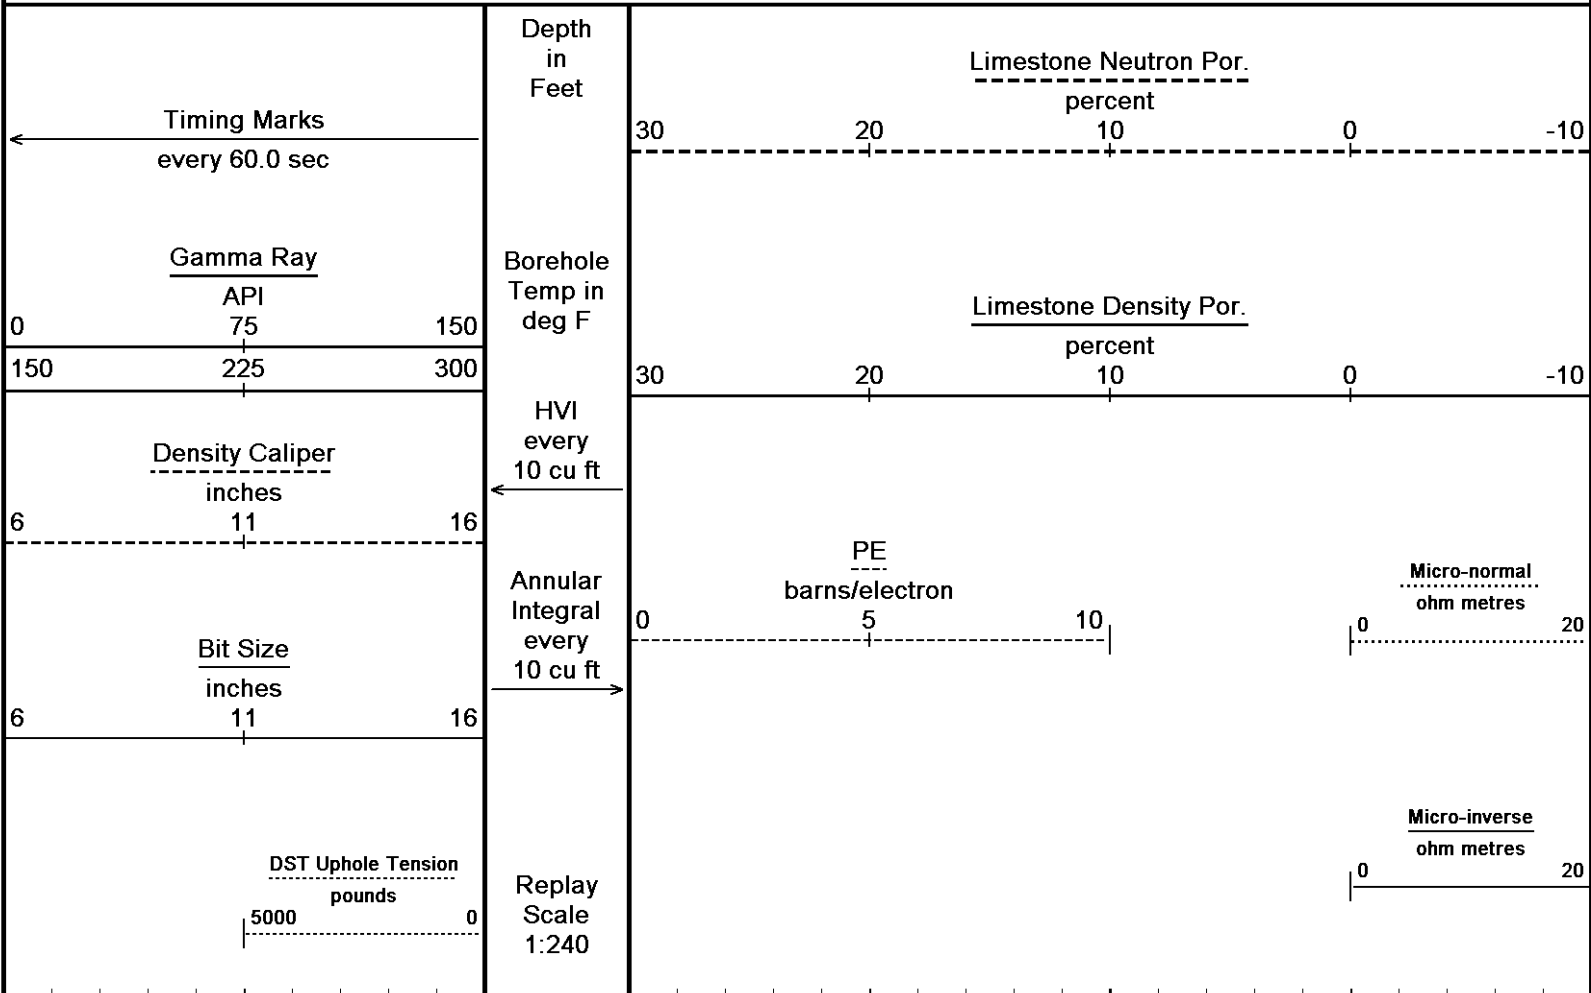 Timing Marks
every 60.0 sec
Gamma Ray
API
0 75 150
150 225 300
Density Caliper
inches
6 11 16
Bit Size
inches
6 11 16
DST Uphole Tension
pounds
5000 0
Depth
in
Feet
Borehole
Temp in
deg F
HVI
every
10 cu ft
Annular
Integral
every
10 cu ft
Replay
Scale
1:240
Limestone Neutron Por.
percent
30 20 10 0 -10
Limestone Density Por.
percent
30 20 10 0 -10
PE
barns/electron
0 5 10
Micro-normal
ohm metres
0 20
Micro-inverse
ohm metres
0 20